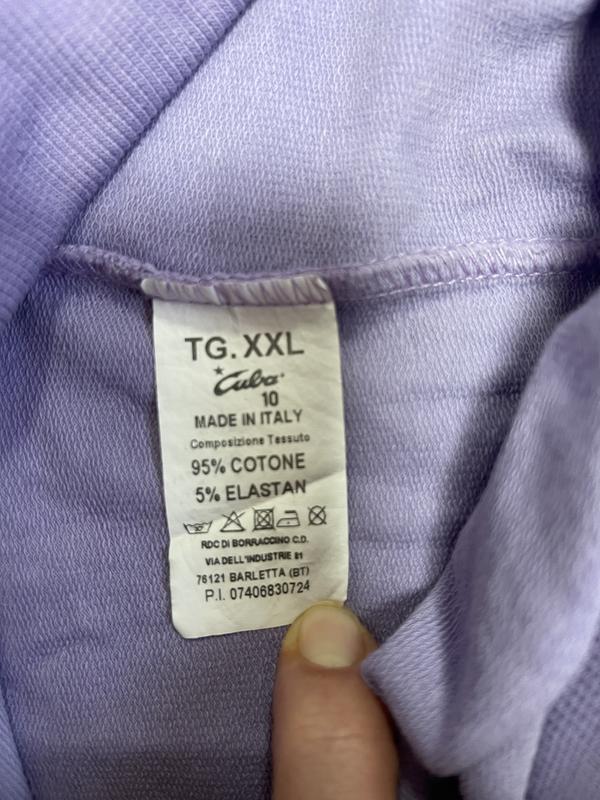 TG. XXL
Cuba
10
MADE IN ITALY
Composizione Tessuto
95% COTONE
5% ELASTAN
RDC DI BORRACCINO C.D.
VIA DELL'INDUSTRIE 81
76121 BARLETTA (BT)
P.I. 07406830724